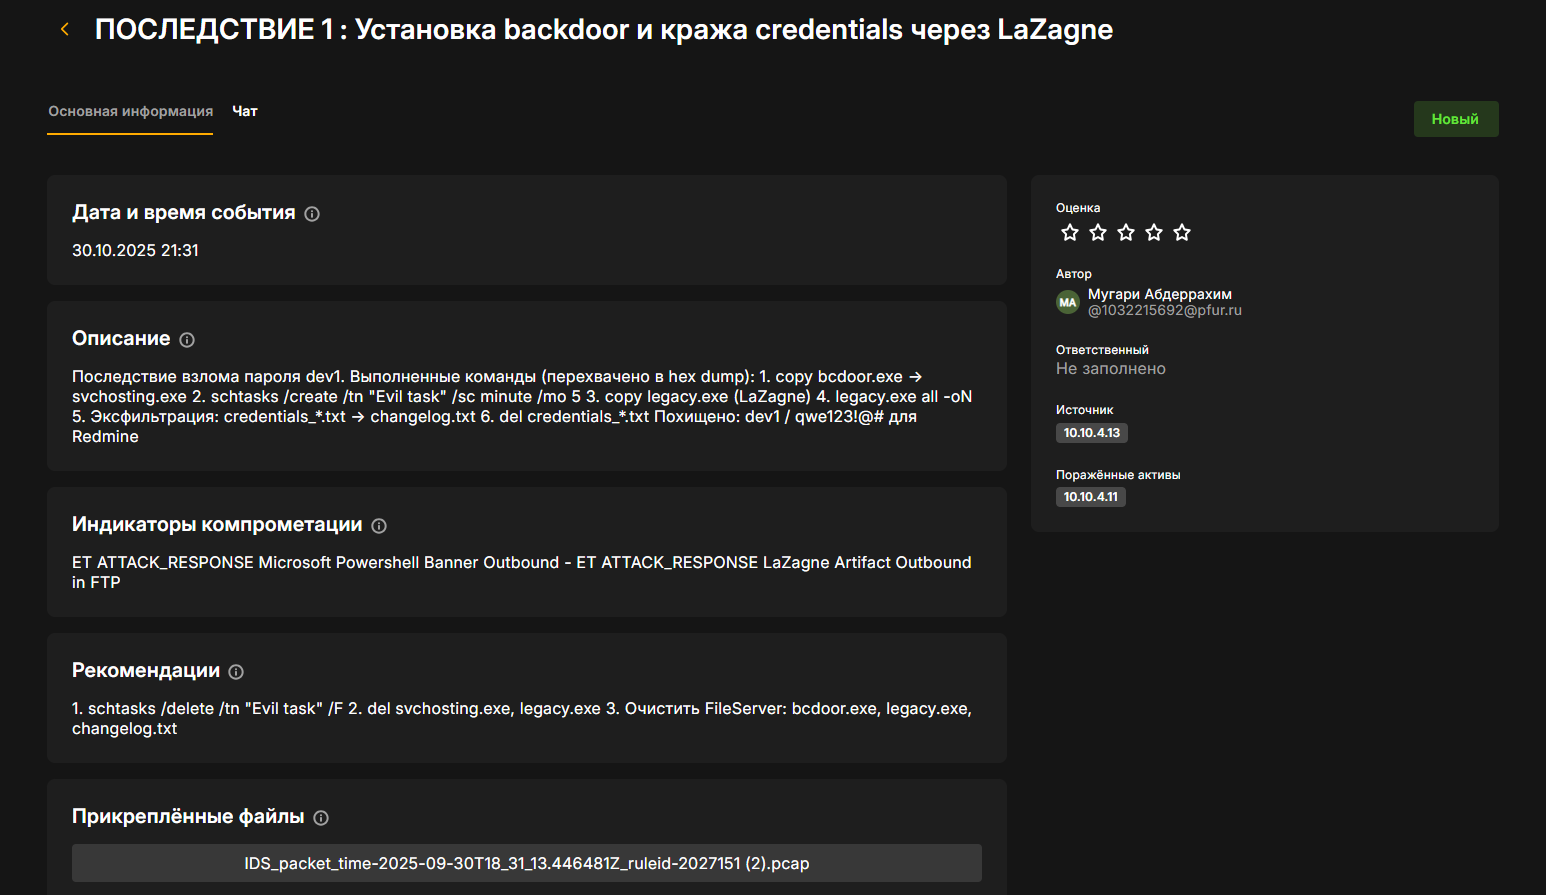 ПОСЛЕДСТВИЕ 1 : Установка backdoor и кража credentials через LaZagne
Основная информация
Чат
Новый
Дата и время события
30.10.2025 21:31
Описание
Последствие взлома пароля dev1. Выполненные команды (перехвачено в hex dump): 1. copy bcdoor.exe →
svchosting.exe 2. schtasks /create /tn "Evil task" /sc minute /mo 5 3. copy legacy.exe (LaZagne) 4. legacy.exe all -oN
5. Эксфильтрация: credentials_*.txt → changelog.txt 6. del credentials_*.txt Похищено: dev1 / qwe123!@# для
Redmine
Индикаторы компрометации
ET ATTACK_RESPONSE Microsoft Powershell Banner Outbound - ET ATTACK_RESPONSE LaZagne Artifact Outbound
in FTP
Рекомендации
1. schtasks /delete /tn "Evil task" /F 2. del svchosting.exe, legacy.exe 3. Очистить FileServer: bcdoor.exe, legacy.exe,
changelog.txt
Прикреплённые файлы
IDS_packet_time-2025-09-30T18_31_13.446481Z_ruleid-2027151 (2).pcap
Оценка
Автор
MA
Мугари Абдеррахим
@1032215692@pfur.ru
Ответственный
Не заполнено
Источник
10.10.4.13
Поражённые активы
10.10.4.11